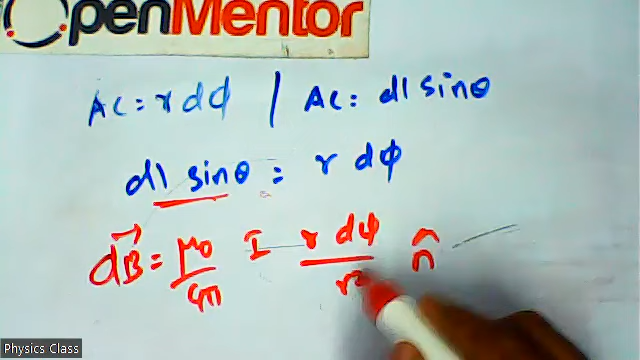 OpenMentor
AC = r dϕ / AC = dl sinθ
dl sinθ = r dϕ
dB⃗ = μ₀/4π I r dϕ/r² n̂
Physics Class